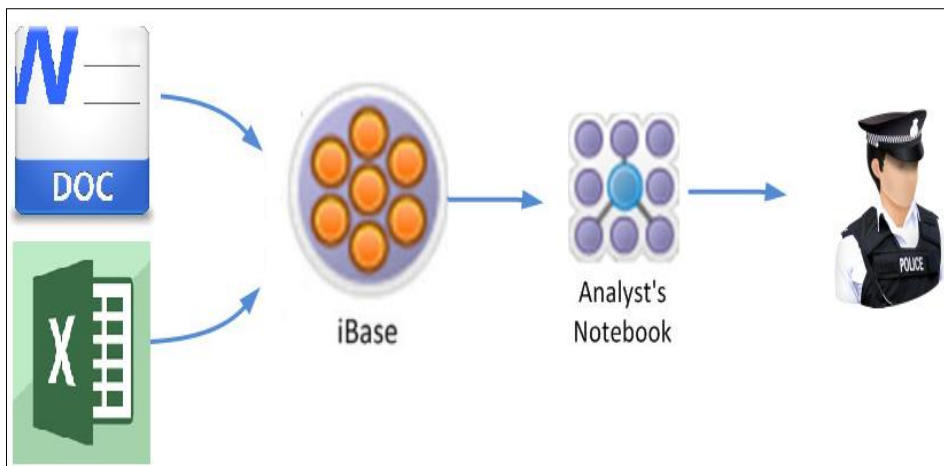 W
DOC
X
iBase
Analyst's
Notebook
POLICE